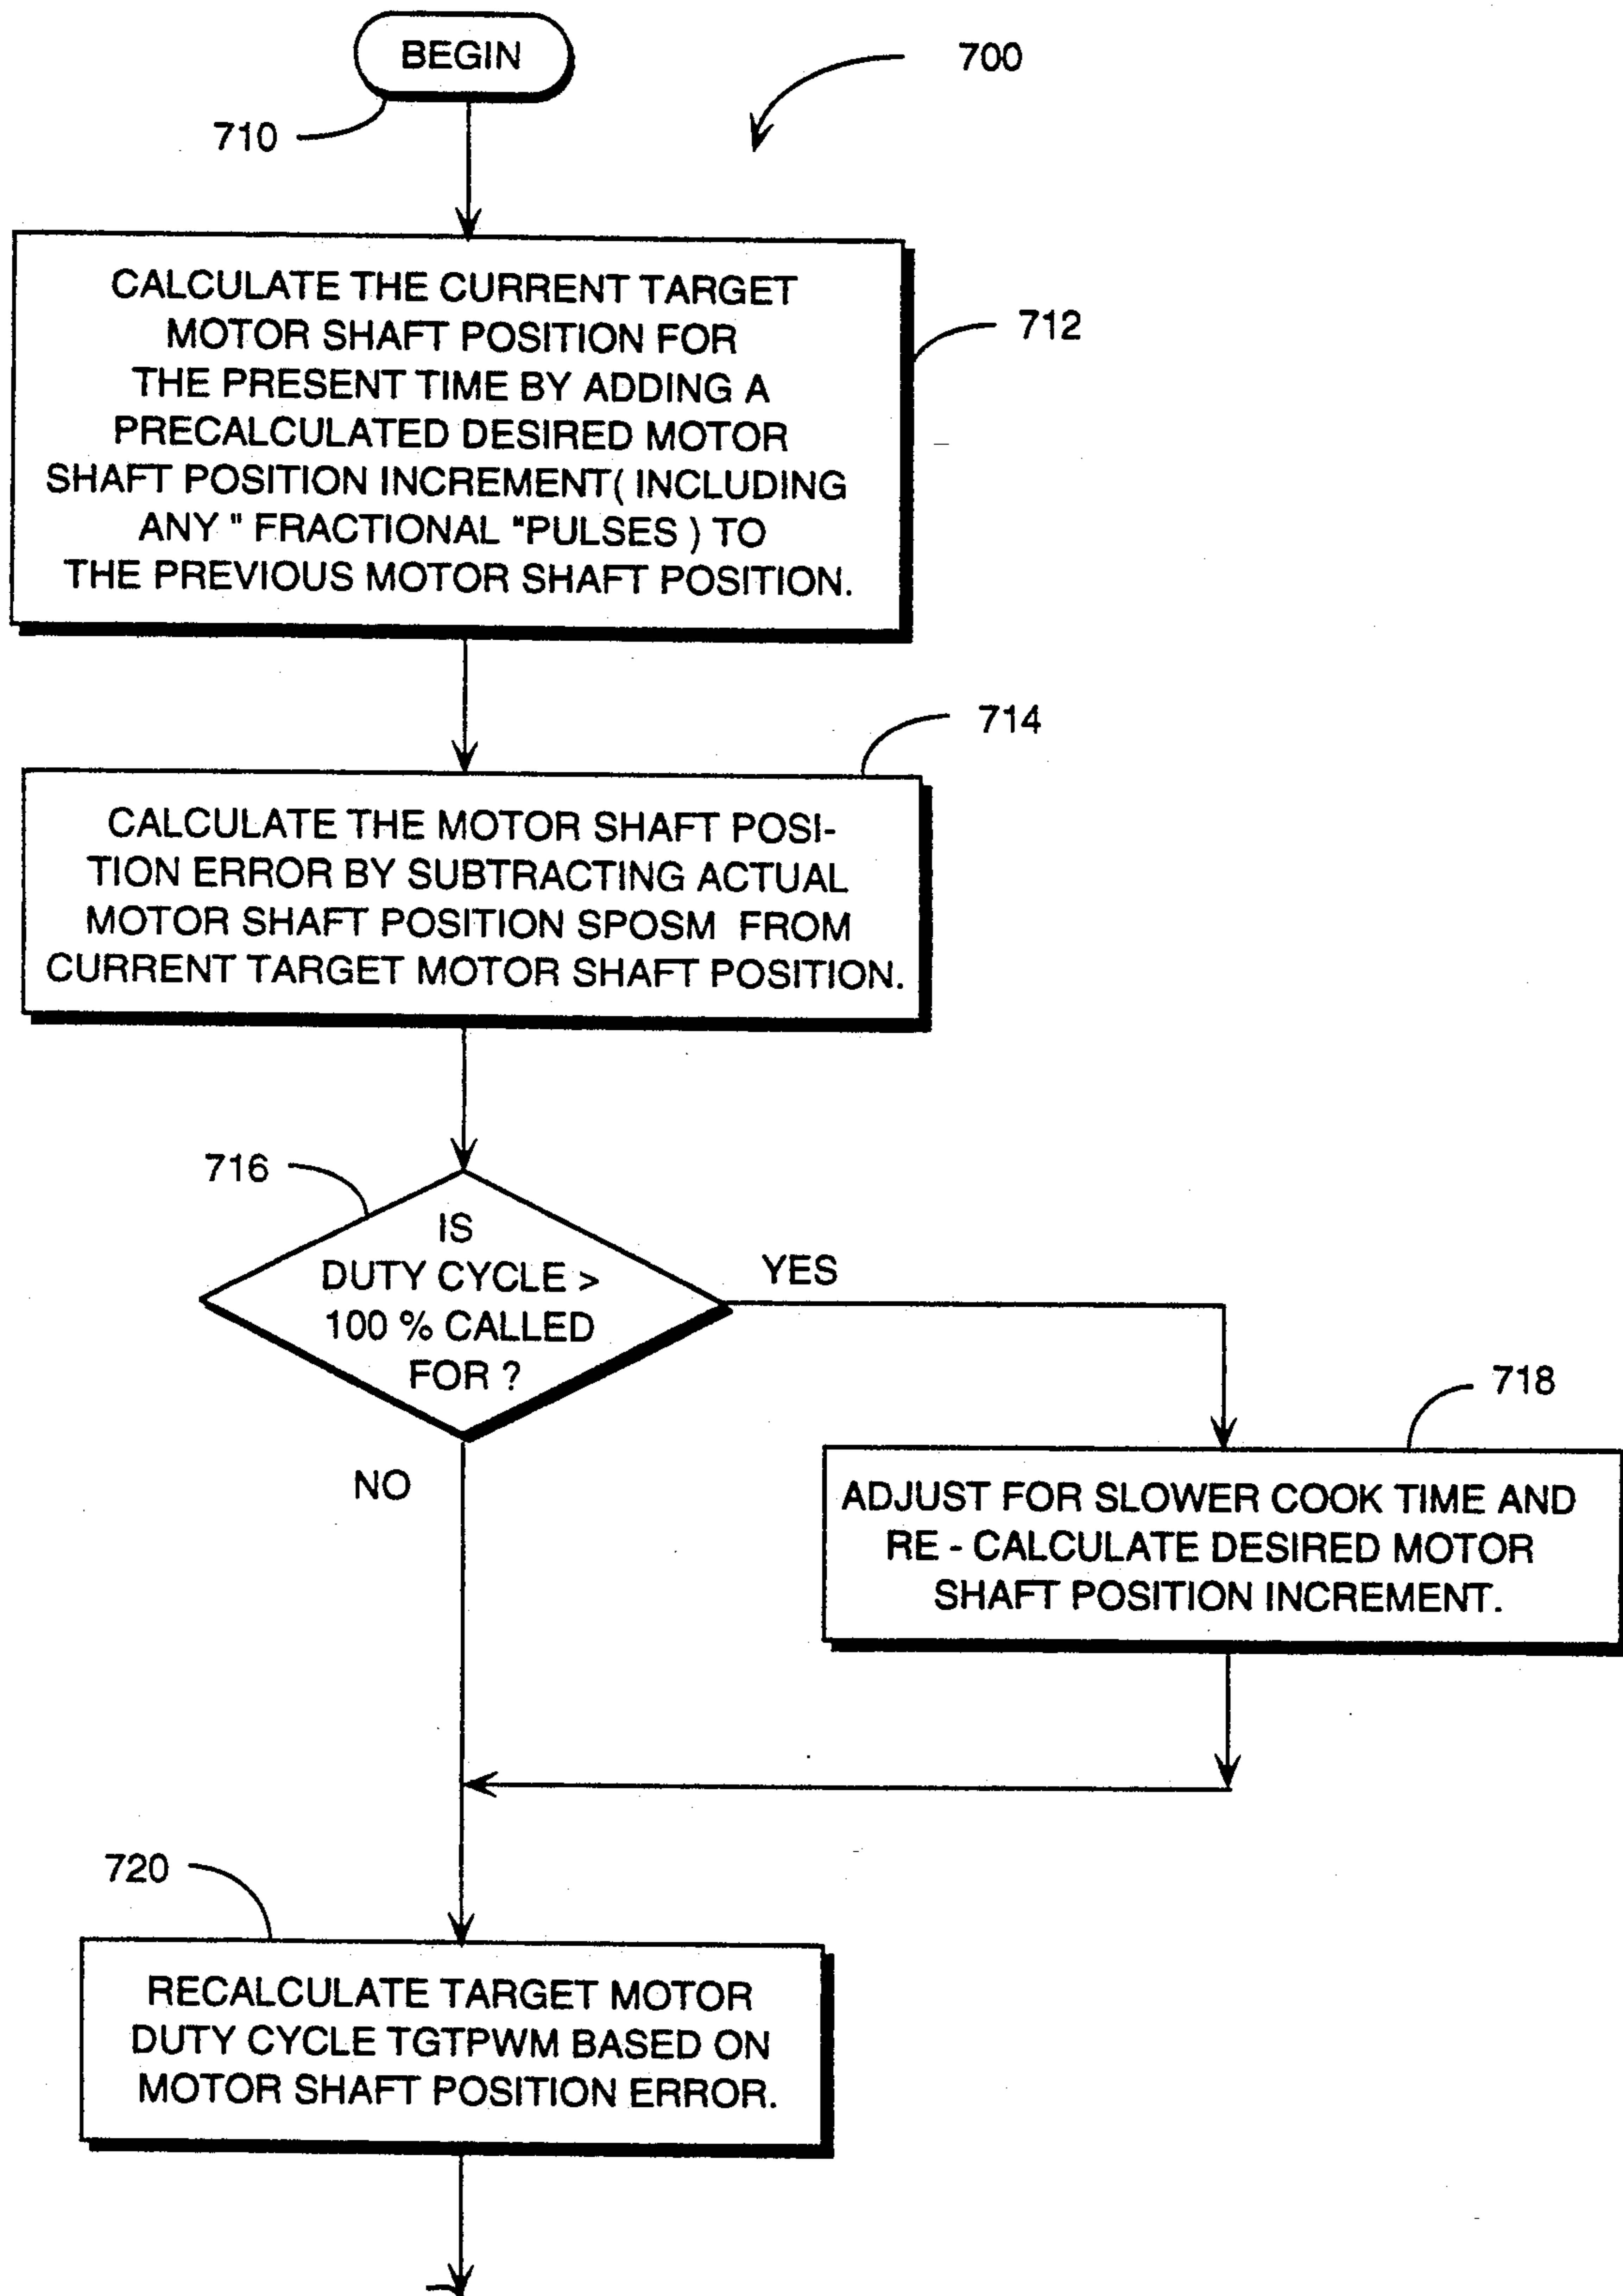 BEGIN
700
710
CALCULATE THE CURRENT TARGET
MOTOR SHAFT POSITION FOR
THE PRESENT TIME BY ADDING A
PRECALCULATED DESIRED MOTOR
SHAFT POSITION INCREMENT( INCLUDING
ANY " FRACTIONAL "PULSES ) TO
THE PREVIOUS MOTOR SHAFT POSITION.
712
714
CALCULATE THE MOTOR SHAFT POSI-
TION ERROR BY SUBTRACTING ACTUAL
MOTOR SHAFT POSITION SPOSM FROM
CURRENT TARGET MOTOR SHAFT POSITION.
716
IS
DUTY CYCLE >
100 % CALLED
FOR ?
YES
NO
718
ADJUST FOR SLOWER COOK TIME AND
RE - CALCULATE DESIRED MOTOR
SHAFT POSITION INCREMENT.
720
RECALCULATE TARGET MOTOR
DUTY CYCLE TGTPWM BASED ON
MOTOR SHAFT POSITION ERROR.